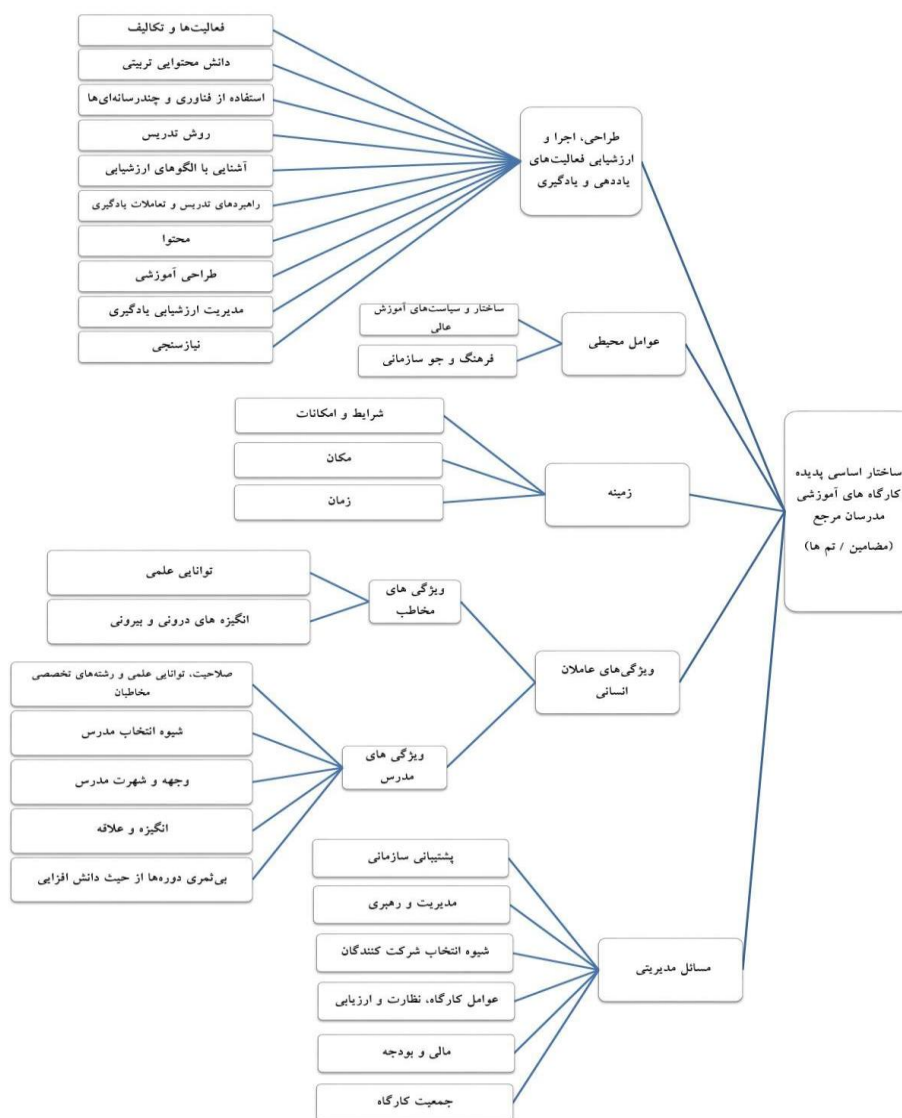 ساختار اساسی پدیده
کارگاه های آموزشی
مدرسان مرجع
(مضامین / تم ها)
طراحی، اجرا و
ارزشیابی فعالیت‌های
یاددهی و یادگیری
فعالیت‌ها و تکالیف
دانش محتوایی تربیتی
استفاده از فناوری و چندرسانه‌ای‌ها
روش تدریس
آشنایی با الگوهای ارزشیابی
راهبردهای تدریس و تعاملات یادگیری
محتوا
طراحی آموزشی
مدیریت ارزشیابی یادگیری
نیازسنجی
عوامل محیطی
ساختار و سیاست‌های آموزش
عالی
فرهنگ و جو سازمانی
زمینه
شرایط و امکانات
مکان
زمان
ویژگی‌های عاملان
انسانی
ویژگی های
مخاطب
توانایی علمی
انگیزه های درونی و بیرونی
ویژگی های
مدرس
صلاحیت، توانایی علمی و رشته‌های تخصصی
مخاطبان
شیوه انتخاب مدرس
وجهه و شهرت مدرس
انگیزه و علاقه
بی‌ثمری دوره‌ها از حیث دانش افزایی
مسائل مدیریتی
پشتیبانی سازمانی
مدیریت و رهبری
شیوه انتخاب شرکت کنندگان
عوامل کارگاه، نظارت و ارزیابی
مالی و بودجه
جمعیت کارگاه